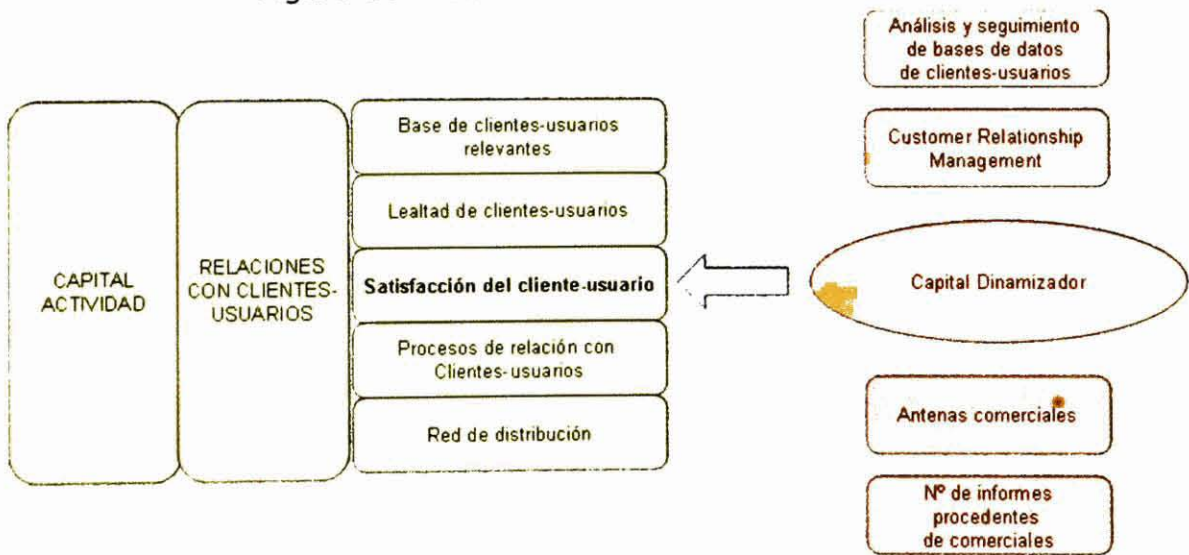 Análisis y seguimiento
de bases de datos
de clientes-usuarios
Customer Relationship
Management
CAPITAL
ACTIVIDAD
RELACIONES
CON CLIENTES-
USUARIOS
Base de clientes-usuarios
relevantes
Lealtad de clientes-usuarios
Satisfacción del cliente-usuario
Procesos de relación con
Clientes-usuarios
Red de distribución
Capital Dinamizador
Antenas comerciales
Nº de informes
procedentes
de comerciales